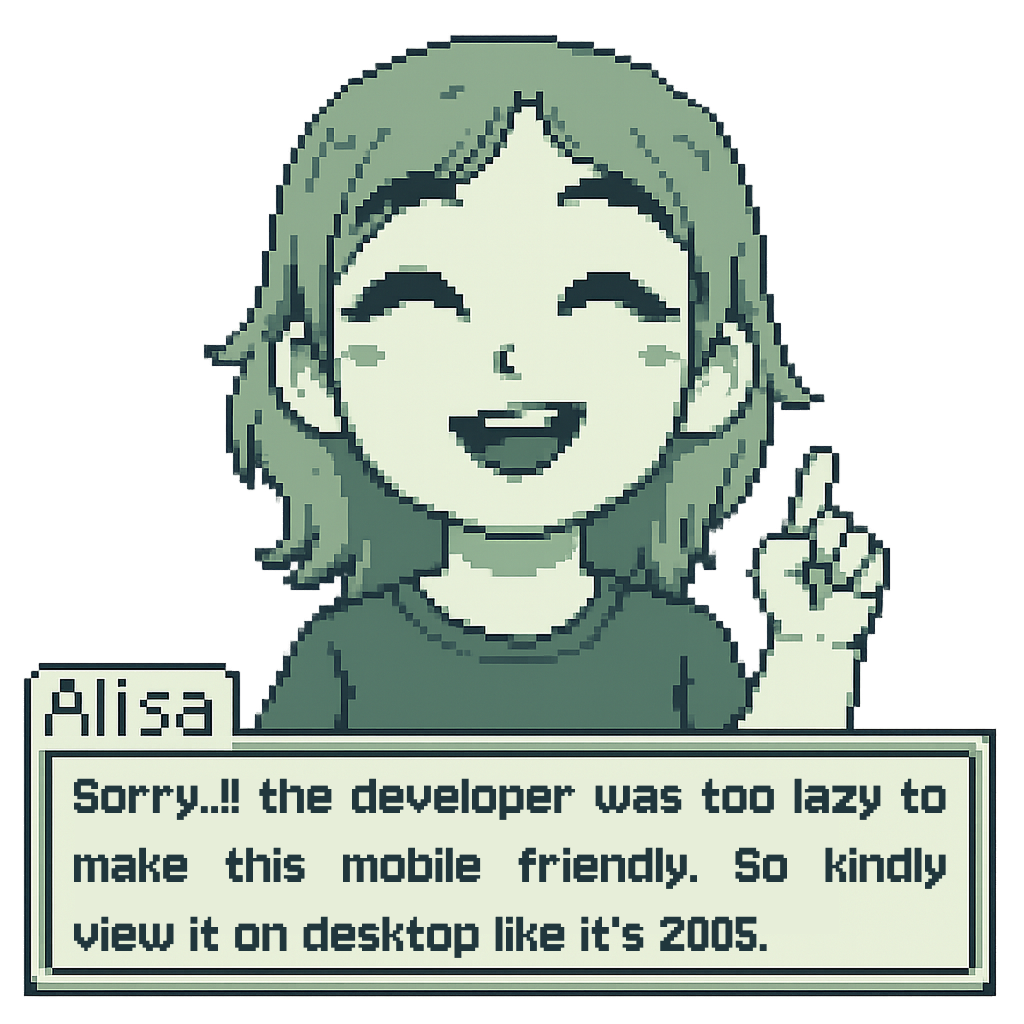 Alisa
Sorry..!! the developer was too lazy to
make this mobile friendly. So kindly
view it on desktop like it's 2005.